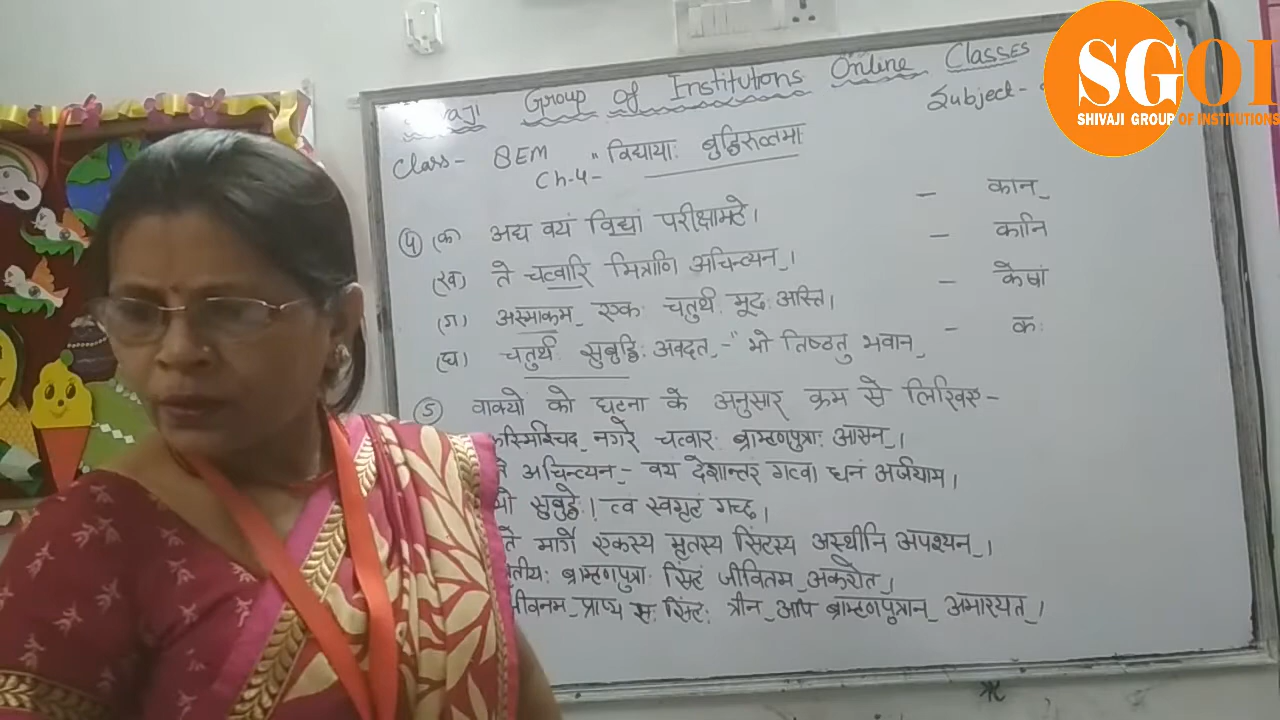 Group of Institutions Online Classes
Subject-
SGOI
SHIVAJI GROUP OF INSTITUTIONS
Class- 8EM "विद्यायाः बुद्धिरुत्तमा
Ch-4-
④ (क) अद्य वयं विद्यां परीक्षामहे। - कान्
(ख) ते चत्वारि मित्राणि अचिन्त्यन्। - कानि
(ग) अस्माकम् एकः चतुर्थः मूढः अस्ति। - केषां
(घ) चतुर्थः सुबुद्धिः अवदत् -" भो तिष्ठतु भवान् - कः
⑤ वाक्यो को घटना के अनुसार क्रम से लिखिए -
नगरे चत्वारः ब्राह्मणपुत्राः आसन्।
ते अचिन्त्यन् - वय देशान्तरं गत्वा धनं अर्जयाम।
भो सुबुद्धे। त्व स्वगृहं गच्छ।
ते मार्गे एकस्य मृतस्य सिंहस्य अस्थीनि अपश्यन्।
ब्राह्मणपुत्राः सिंहं जीवितम् अकरोत्।
जीवनम् प्राप्य सः सिंहः त्रीन् अपि ब्राह्मणपुत्रान् अमारयत्।